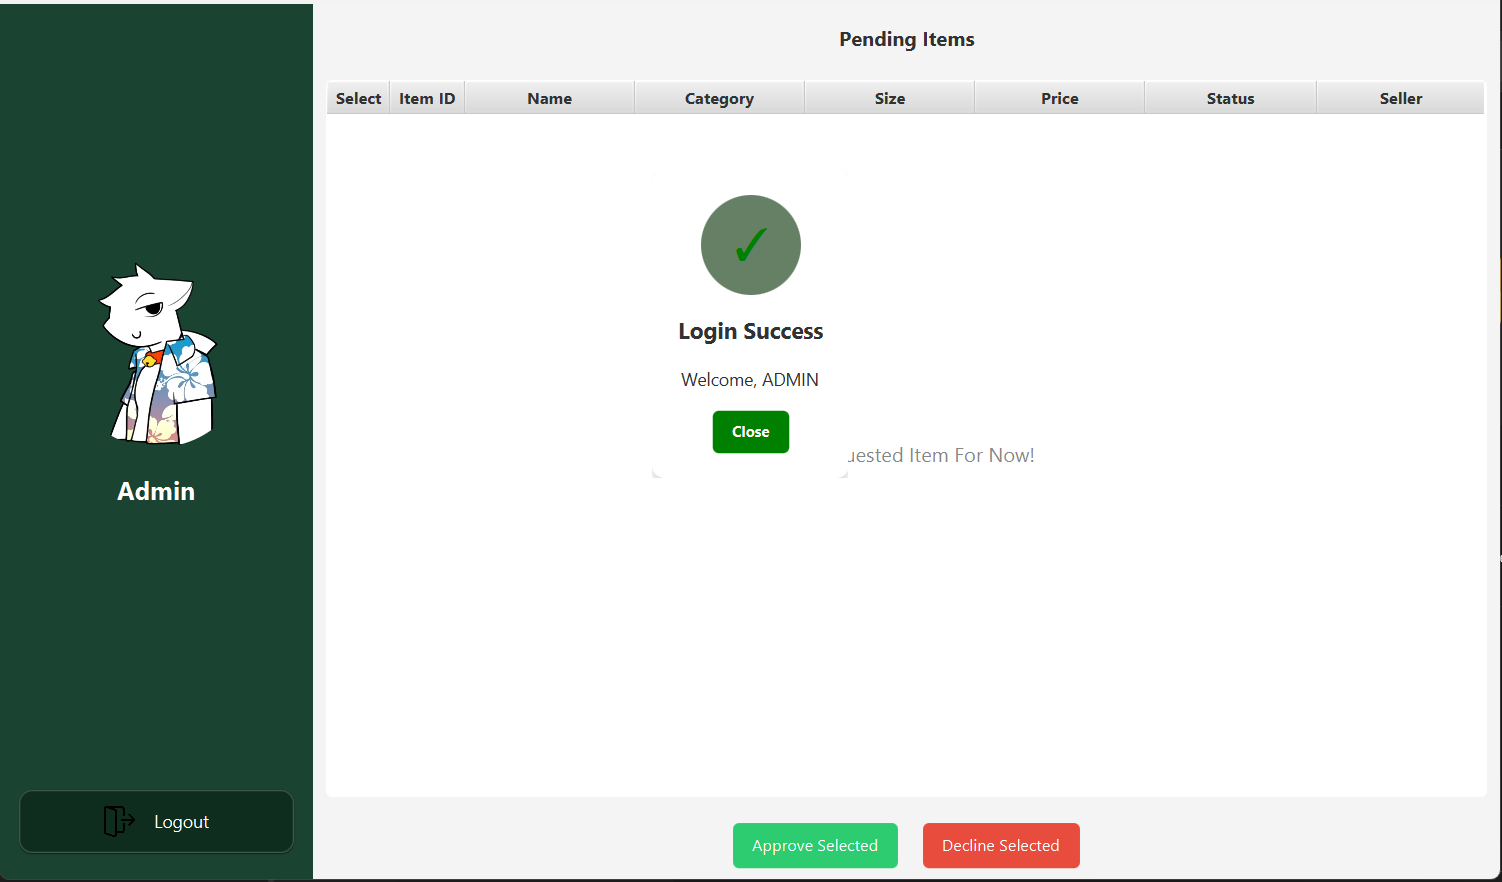 Pending Items
Select Item ID Name Category Size Price Status Seller
✓
Login Success
Welcome, ADMIN
Close
Item For Now!
Admin
Logout
Approve Selected Decline Selected